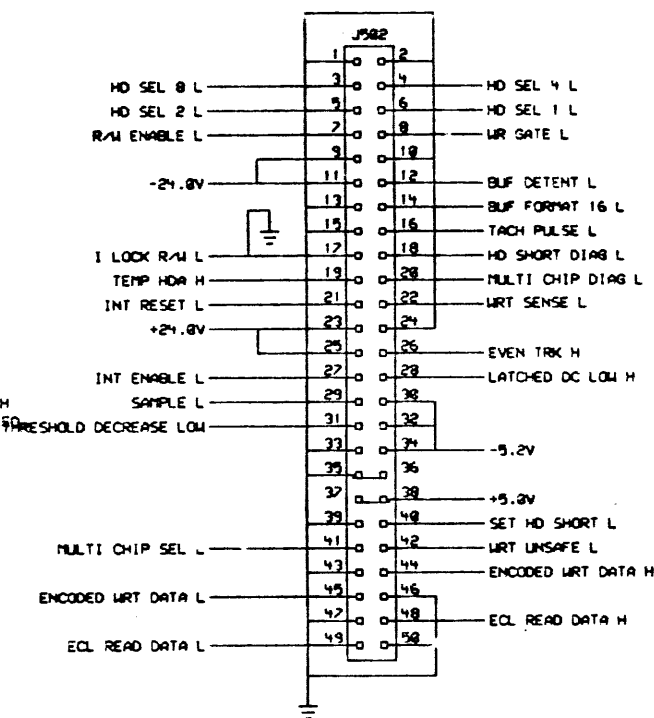 J502
1 2
HD SEL 8 L 3 4 HD SEL 4 L
HD SEL 2 L 5 6 HD SEL 1 L
R/W ENABLE L 7 8 WR GATE L
9 10
-24.0V 11 12 BUF DETENT L
13 14 BUF FORMAT 16 L
15 16 TACH PULSE L
I LOCK R/W L 17 18 HD SHORT DIAG L
TEMP HDA H 19 20 MULTI CHIP DIAG L
INT RESET L 21 22 WRT SENSE L
+24.0V 23 24
25 26 EVEN TRK H
INT ENABLE L 27 28 LATCHED DC LOW H
H SAMPLE L 29 30
THRESHOLD DECREASE LOW 31 32
33 34 -5.2V
35 36
37 38 +5.0V
39 40 SET HD SHORT L
MULTI CHIP SEL L 41 42 WRT UNSAFE L
43 44 ENCODED WRT DATA H
ENCODED WRT DATA L 45 46
47 48 ECL READ DATA H
ECL READ DATA L 49 50